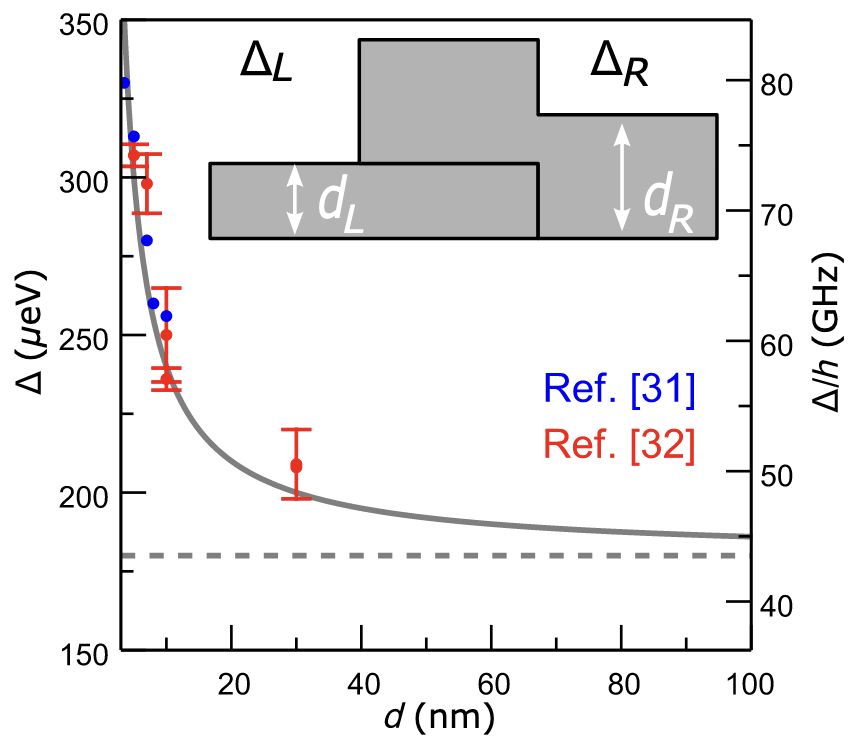 350
300
250
200
150
Δ (μeV)
20
40
60
80
100
d (nm)
80
70
60
50
40
Δ/h (GHz)
Δ_L
Δ_R
d_L
d_R
Ref. [31]
Ref. [32]